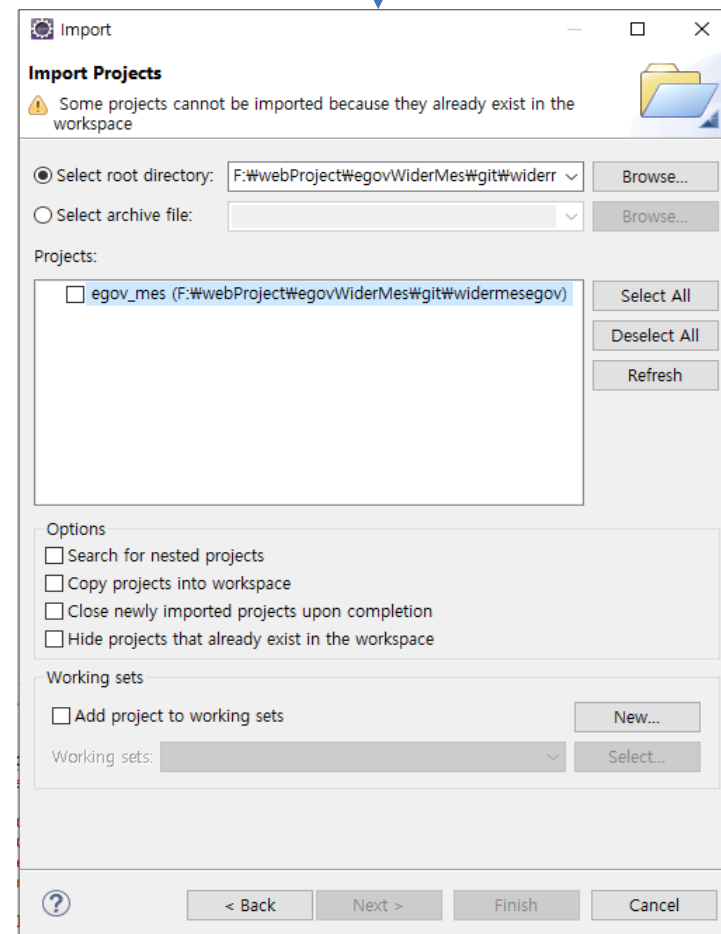 Import
Import Projects
Some projects cannot be imported because they already exist in the
workspace
Select root directory: F:₩webProject₩egovWiderMes₩git₩widerr Browse...
Select archive file: Browse...
Projects:
egov_mes (F:₩webProject₩egovWiderMes₩git₩widermesegov)
Select All
Deselect All
Refresh
Options
Search for nested projects
Copy projects into workspace
Close newly imported projects upon completion
Hide projects that already exist in the workspace
Working sets
Add project to working sets New...
Working sets: Select...
? < Back Next > Finish Cancel